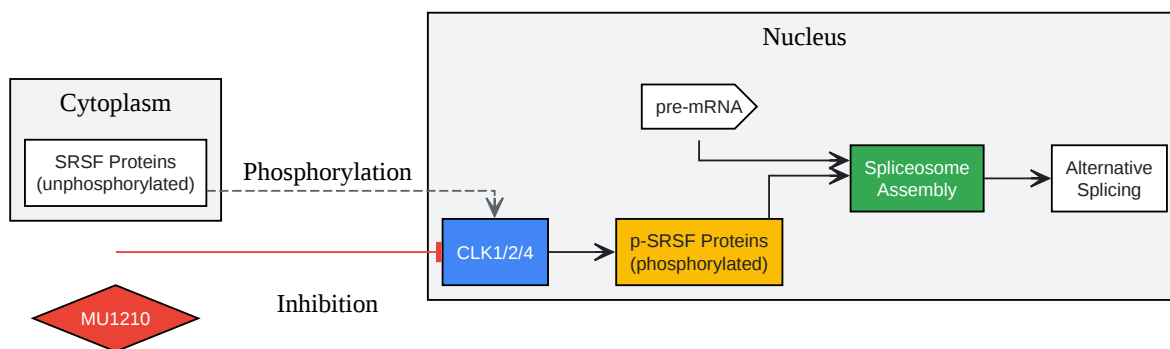 Nucleus
Cytoplasm
pre-mRNA
SRSF Proteins
(unphosphorylated)
Phosphorylation
Spliceosome
Assembly
Alternative
Splicing
CLK1/2/4
p-SRSF Proteins
(phosphorylated)
Inhibition
MU1210